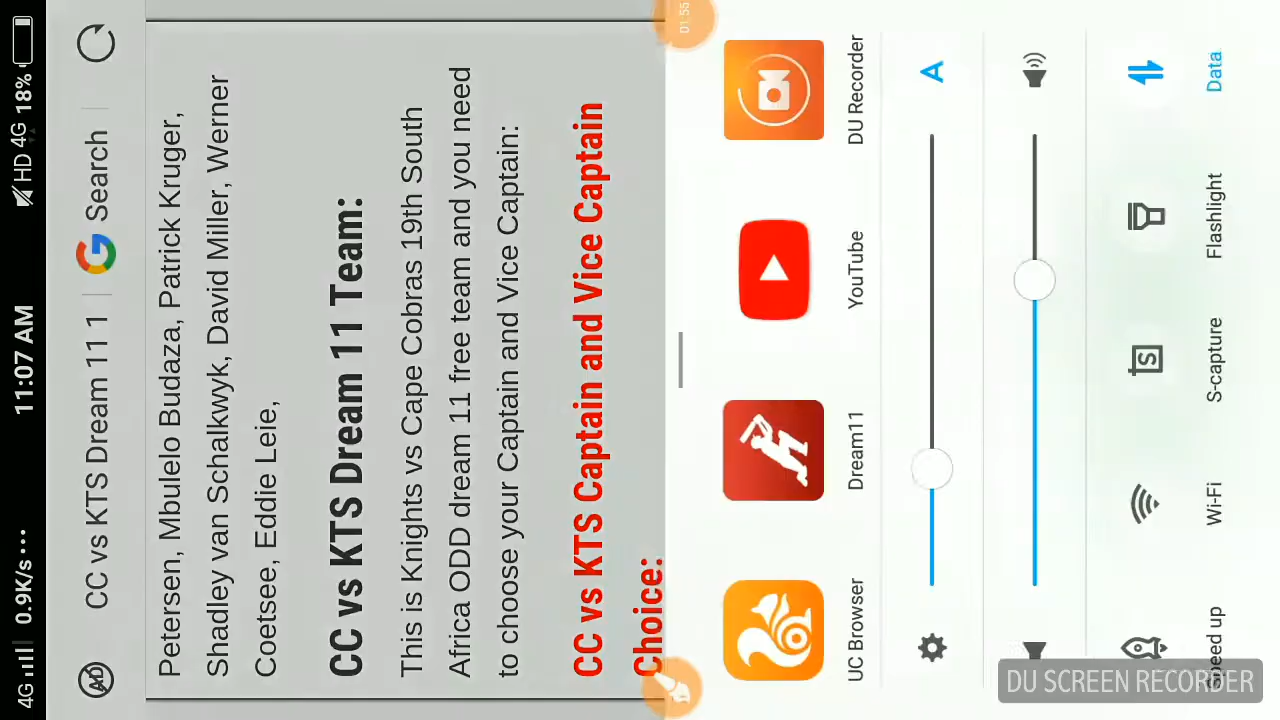 4G 0.9K/s ... 11:07 AM HD 4G 18%
AD CC vs KTS Dream 11 1 Search
Petersen, Mbulelo Budaza, Patrick Kruger,
Shadley van Schalkwyk, David Miller, Werner
Coetsee, Eddie Leie,
CC vs KTS Dream 11 Team:
This is Knights vs Cape Cobras 19th South
Africa ODD dream 11 free team and you need
to choose your Captain and Vice Captain:
CC vs KTS Captain and Vice Captain
Choice:
01:55
UC Browser Dream11 YouTube DU Recorder
A
S
Speed up Wi-Fi S-capture Flashlight Data
DU SCREEN RECORDER